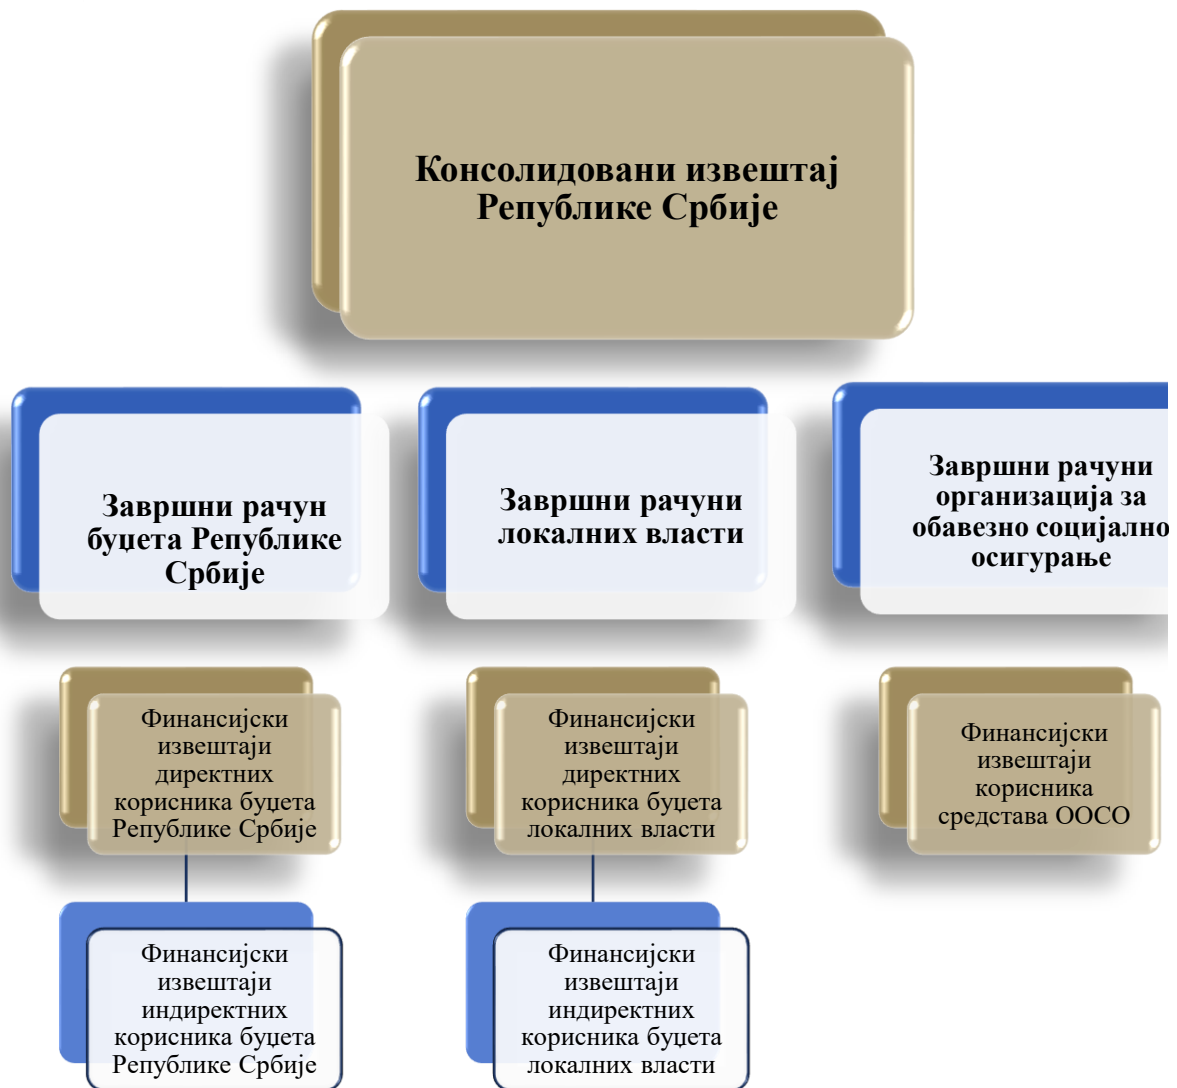 Консолидовани извештај
Републике Србије
Завршни рачун
буџета Републике
Србије
Завршни рачуни
локалних власти
Завршни рачуни
организација за
обавезно социјално
осигурање
Финансијски
извештаји
директних
корисника буџета
Републике Србије
Финансијски
извештаји
директних
корисника буџета
локалних власти
Финансијски
извештаји
корисника
средстава ООСО
Финансијски
извештаји
индиректних
корисника буџета
Републике Србије
Финансијски
извештаји
индиректних
корисника буџета
локалних власти